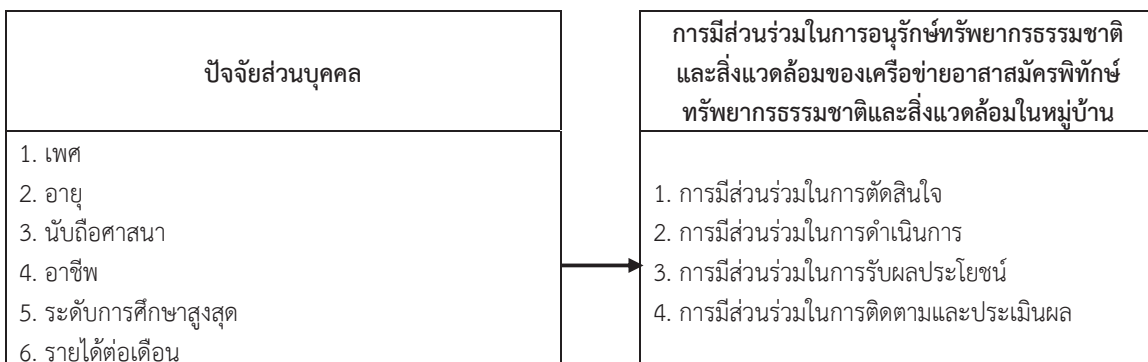 ปัจจัยส่วนบุคคล
1. เพศ
2. อายุ
3. นับถือศาสนา
4. อาชีพ
5. ระดับการศึกษาสูงสุด
6. รายได้ต่อเดือน
การมีส่วนร่วมในการอนุรักษ์ทรัพยากรธรรมชาติ
และสิ่งแวดล้อมของเครือข่ายอาสาสมัครพิทักษ์
ทรัพยากรธรรมชาติและสิ่งแวดล้อมในหมู่บ้าน
1. การมีส่วนร่วมในการตัดสินใจ
2. การมีส่วนร่วมในการดำเนินการ
3. การมีส่วนร่วมในการรับผลประโยชน์
4. การมีส่วนร่วมในการติดตามและประเมินผล